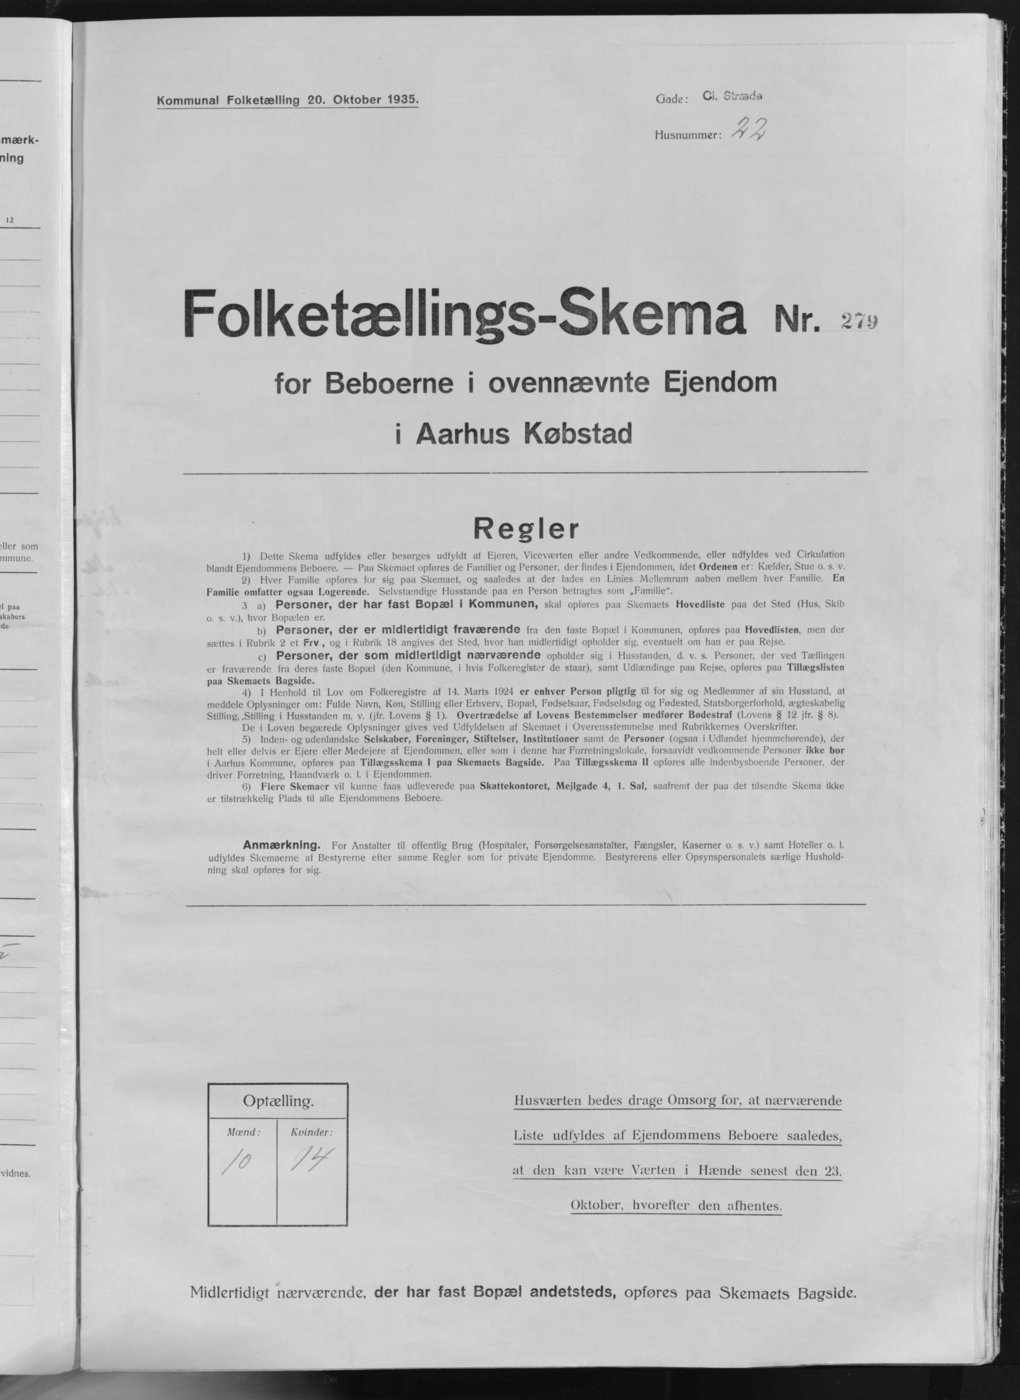 Kommunal Folketælling 20. Oktober 1935.
Gade: Gl. Stræde
Husnummer: 22
Folketællings-Skema Nr. 279
for Beboerne i ovennævnte Ejendom
i Aarhus Købstad
Regler
1) Dette Skema udfyldes eller besørges udfyldt af Ejeren, Viceværten eller andre Vedkommende, eller udfyldes ved Cirkulation
blandt Ejendommens Beboere. — Paa Skemaet opføres de Familier og Personer, der findes i Ejendommen, idet Ordenen er: Kælder, Stue o. s. v.
2) Hver Familie opføres for sig paa Skemaet, og saaledes at der lades en Linies Mellemrum aaben mellem hver Familie. En
Familie omfatter ogsaa Logerende. Selvstændige Husstande paa en Person betragtes som „Familie“.
3 a) Personer, der har fast Bopæl i Kommunen, skal opføres paa Skemaets Hovedliste paa det Sted (Hus, Skib
o. s. v.), hvor Bopælen er.
b) Personer, der er midlertidigt fraværende fra den faste Bopæl i Kommunen, opføres paa Hovedlisten, men der
sættes i Rubrik 2 et Frv., og i Rubrik 18 angives det Sted, hvor han midlertidigt opholder sig, eventuelt om han er paa Rejse.
c) Personer, der som midlertidigt nærværende opholder sig i Husstanden, d. v. s. Personer, der ved Tællingen
er fraværende fra deres faste Bopæl (den Kommune, i hvis Folkeregister de staar), samt Udlændinge paa Rejse, opføres paa Tillægslisten
paa Skemaets Bagside.
4) I Henhold til Lov om Folkeregistre af 14. Marts 1924 er enhver Person pligtig til for sig og Medlemmer af sin Husstand, at
meddele Oplysninger om: Fulde Navn, Køn, Stilling eller Erhverv, Bopæl, Fødselsaar, Fødselsdag og Fødested, Statsborgerforhold, ægteskabelig
Stilling, Stilling i Husstanden m. v. (jfr. Lovens § 1). Overtrædelse af Lovens Bestemmelser medfører Bødestraf (Lovens § 12 jfr. § 8).
De i Loven begærede Oplysninger gives ved Udfyldelsen af Skemaet i Overensstemmelse med Rubrikkernes Overskrifter.
5) Inden- og udenlandske Selskaber, Foreninger, Stiftelser, Institutioner samt de Personer (ogsaa i Udlandet hjemmehørende), der
helt eller delvis er Ejere eller Medejere af Ejendommen, eller som i denne har Forretningslokale, forsaavidt vedkommende Personer ikke bor
i Aarhus Kommune, opføres paa Tillægsskema I paa Skemaets Bagside. Paa Tillægsskema II opføres alle indenbysboende Personer, der
driver Forretning, Haandværk o. l. i Ejendommen.
6) Flere Skemaer vil kunne faas udleverede paa Skattekontoret, Mejlgade 4, 1. Sal, saafremt der paa det tilsendte Skema ikke
er tilstrækkelig Plads til alle Ejendommens Beboere.
Anmærkning. For Anstalter til offentlig Brug (Hospitaler, Forsørgelsesanstalter, Fængsler, Kaserner o. s. v.) samt Hoteller o. l.
udfyldes Skemaerne af Bestyrerne efter samme Regler som for private Ejendomme. Bestyrerens eller Opsynspersonalets særlige Hushold-
ning skal opføres for sig.
Optælling.
Mænd: Kvinder:
10 14
Husværten bedes drage Omsorg for, at nærværende
Liste udfyldes af Ejendommens Beboere saaledes,
at den kan være Værten i Hænde senest den 23.
Oktober, hvorefter den afhentes.
Midlertidigt nærværende, der har fast Bopæl andetsteds, opføres paa Skemaets Bagside.
mærk-
ning
12
eller som
mmune.
el paa
skabers
de
vidnes.